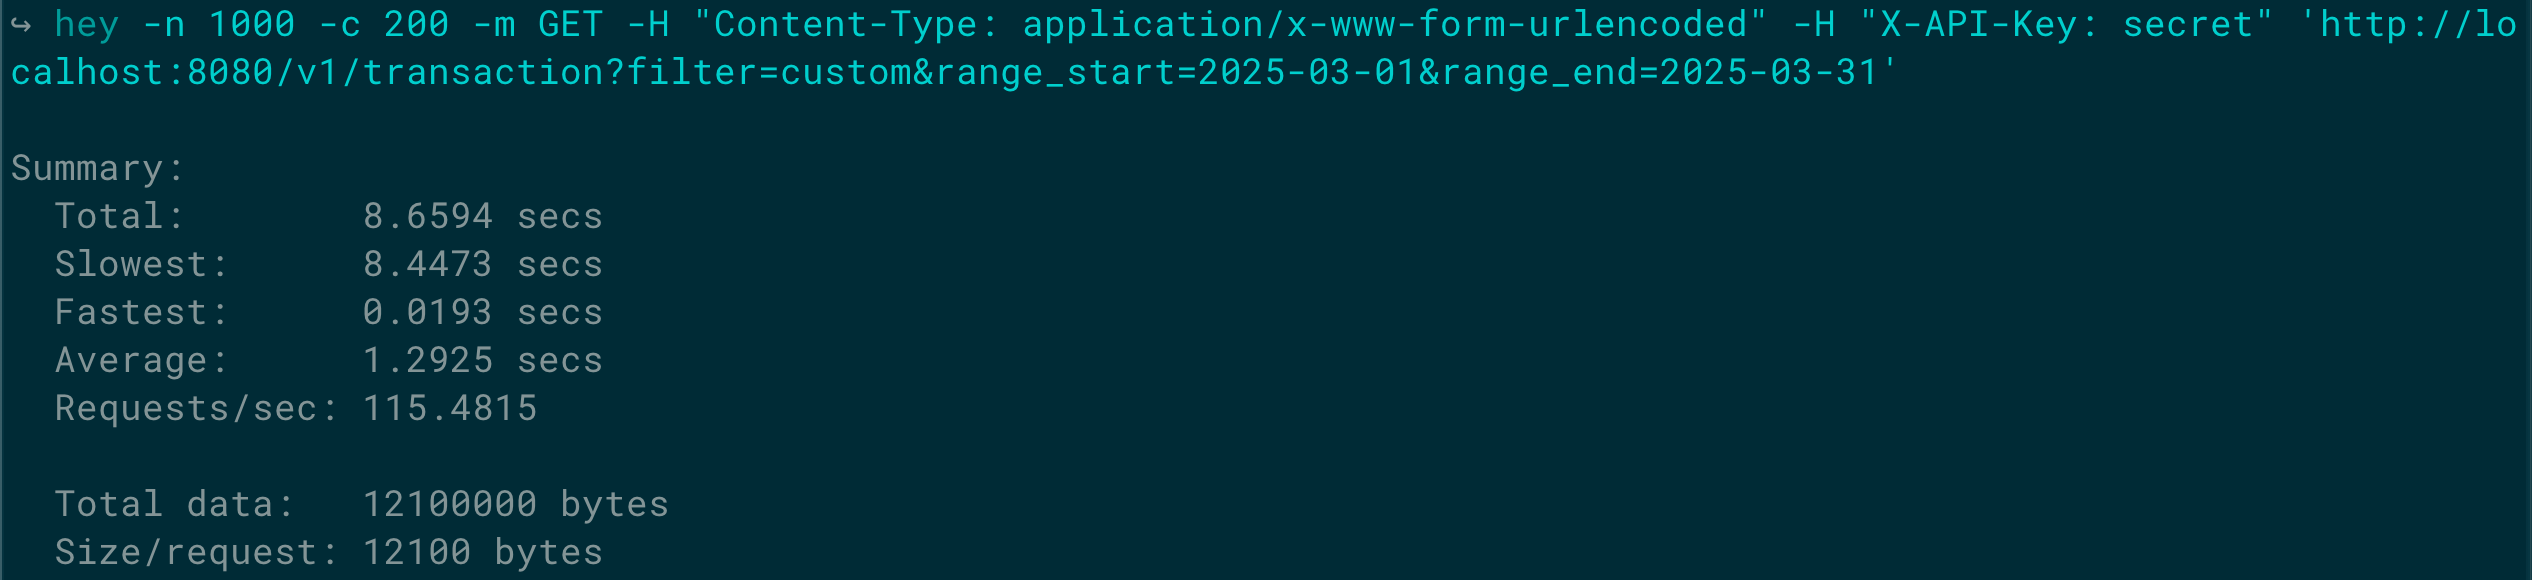 ↪ hey -n 1000 -c 200 -m GET -H "Content-Type: application/x-www-form-urlencoded" -H "X-API-Key: secret" 'http://lo
calhost:8080/v1/transaction?filter=custom&range_start=2025-03-01&range_end=2025-03-31'
Summary:
Total: 8.6594 secs
Slowest: 8.4473 secs
Fastest: 0.0193 secs
Average: 1.2925 secs
Requests/sec: 115.4815
Total data: 12100000 bytes
Size/request: 12100 bytes